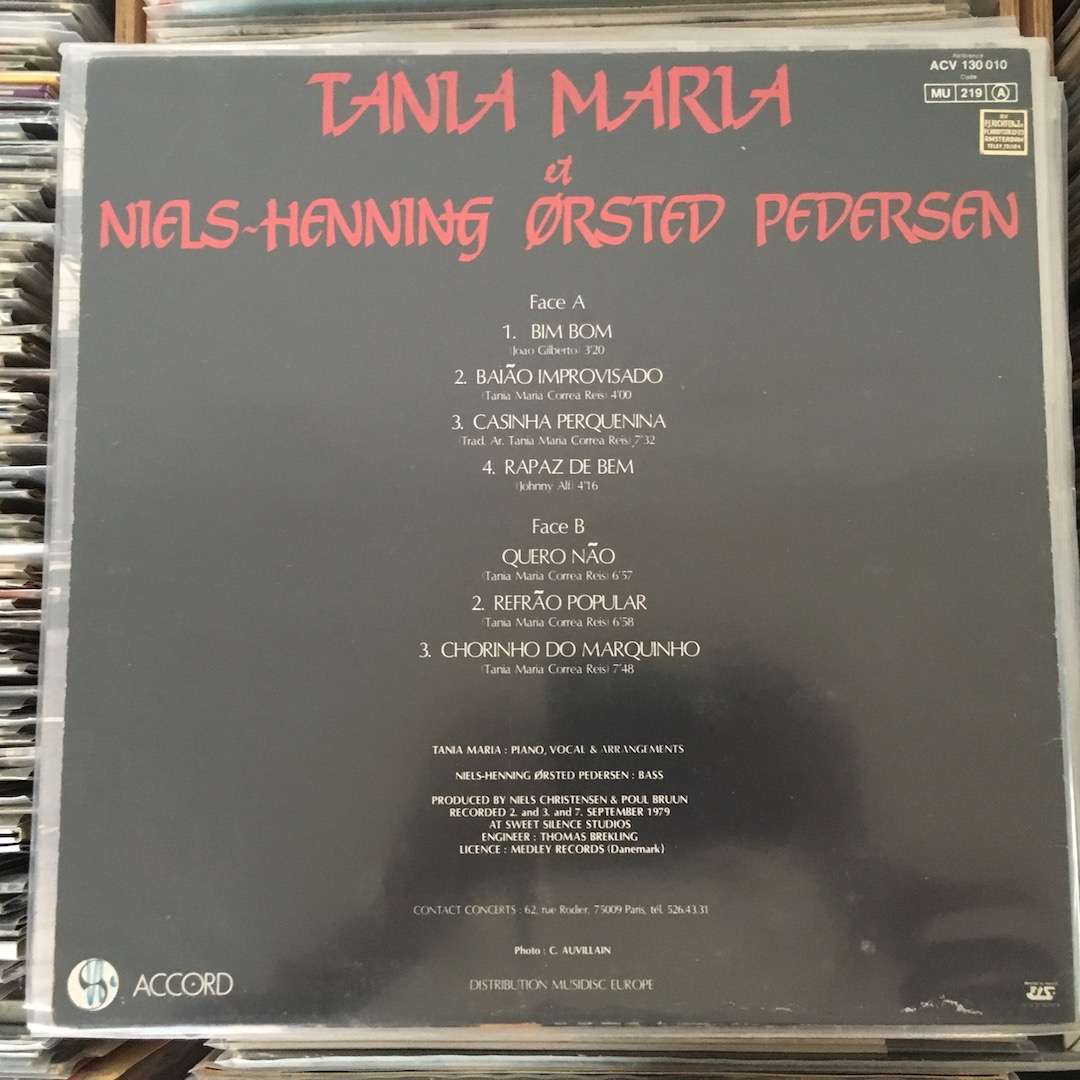 TANIA MARIA
et
NIELS-HENNING ØRSTED PEDERSEN
Référence
ACV 130 010
Code
MU 219 A
Face A
1. BIM BOM
(Joao Gilberto) 3'20
2. BAIÃO IMPROVISADO
(Tania Maria Correa Reis) 4'00
3. CASINHA PERQUENINA
(Trad. Ar. Tania Maria Correa Reis) 7'32
4. RAPAZ DE BEM
(Johnny Alf) 4'16
Face B
QUERO NÃO
(Tania Maria Correa Reis) 6'57
2. REFRÃO POPULAR
(Tania Maria Correa Reis) 6'58
3. CHORINHO DO MARQUINHO
(Tania Maria Correa Reis) 7'48
TANIA MARIA : PIANO, VOCAL & ARRANGEMENTS
NIELS-HENNING ØRSTED PEDERSEN : BASS
PRODUCED BY NIELS CHRISTENSEN & POUL BRUUN
RECORDED 2. and 3. and 7. SEPTEMBER 1979
AT SWEET SILENCE STUDIOS
ENGINEER : THOMAS BREKLING
LICENCE : MEDLEY RECORDS (Danemark)
CONTACT CONCERTS : 62, rue Rodier, 75009 Paris, tél. 526.43.31
Photo : C. AUVILLAIN
ACCORD
DISTRIBUTION MUSIDISC EUROPE